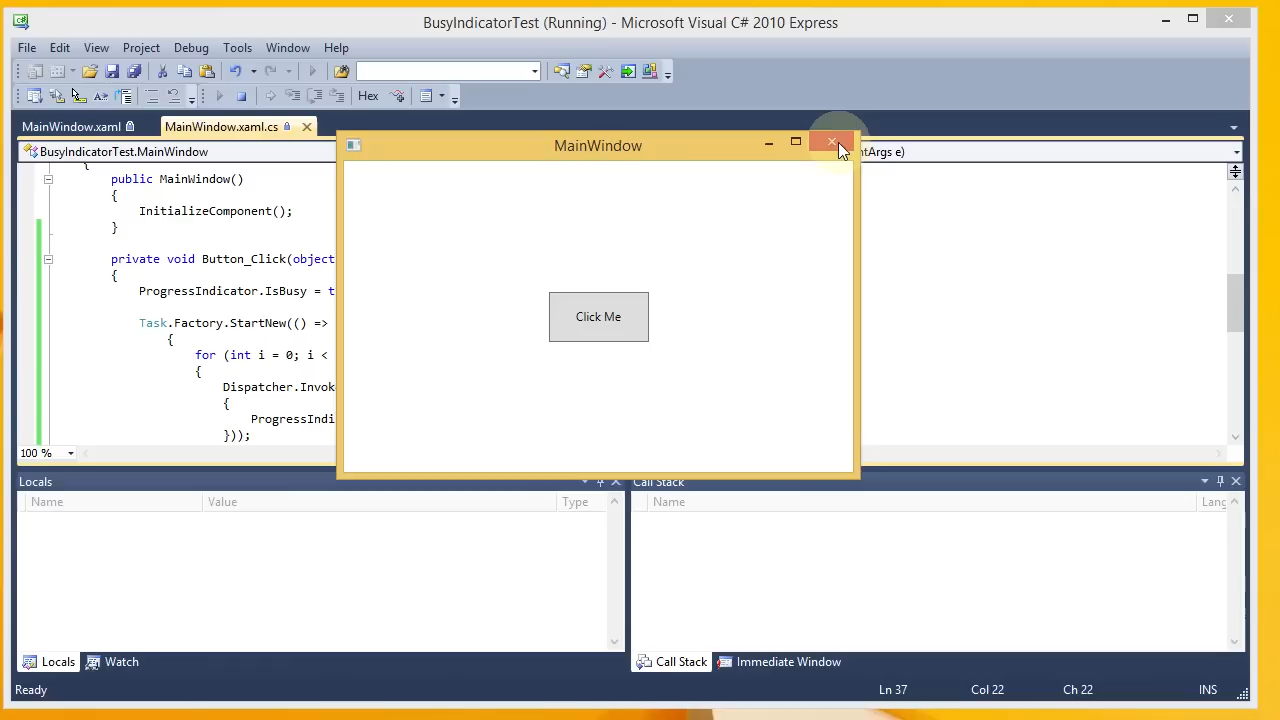 BusyIndicatorTest (Running) - Microsoft Visual C# 2010 Express
File Edit View Project Debug Tools Window Help
Hex
MainWindow.xaml MainWindow.xaml.cs
BusyIndicatorTest.MainWindow ntArgs e)
MainWindow
{
public MainWindow()
{
InitializeComponent();
}
private void Button_Click(object
{
ProgressIndicator.IsBusy = t
Task.Factory.StartNew(() =>
{
for (int i = 0; i <
{
Dispatcher.Invok
{
ProgressIndi
}));
Click Me
100 %
Locals
Name Value Type
Call Stack
Name Lang
Locals Watch
Call Stack Immediate Window
Ready Ln 37 Col 22 Ch 22 INS